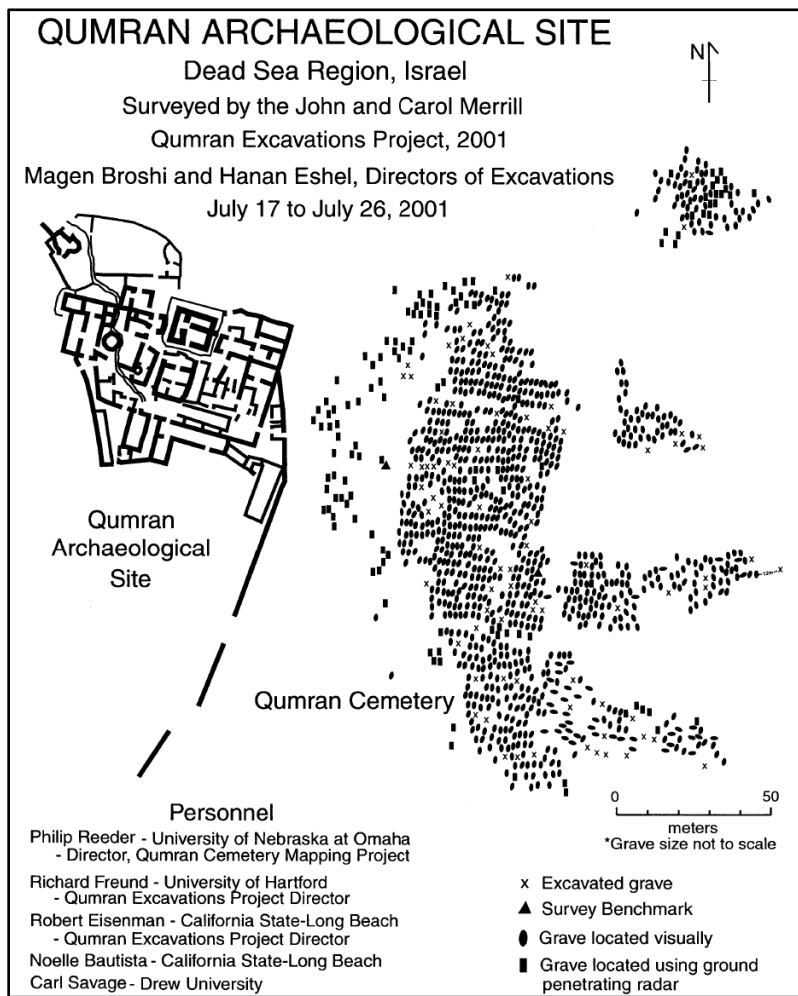 QUMRAN ARCHAEOLOGICAL SITE
Dead Sea Region, Israel
Surveyed by the John and Carol Merrill
Qumran Excavations Project, 2001
Magen Broshi and Hanan Eshel, Directors of Excavations
July 17 to July 26, 2001
N
Qumran
Archaeological
Site
12m
Qumran Cemetery
0 50
meters
*Grave size not to scale
Personnel
Philip Reeder - University of Nebraska at Omaha
- Director, Qumran Cemetery Mapping Project
Richard Freund - University of Hartford
- Qumran Excavations Project Director
Robert Eisenman - California State-Long Beach
- Qumran Excavations Project Director
Noelle Bautista - California State-Long Beach
Carl Savage - Drew University
x Excavated grave
Survey Benchmark
Grave located visually
Grave located using ground
penetrating radar